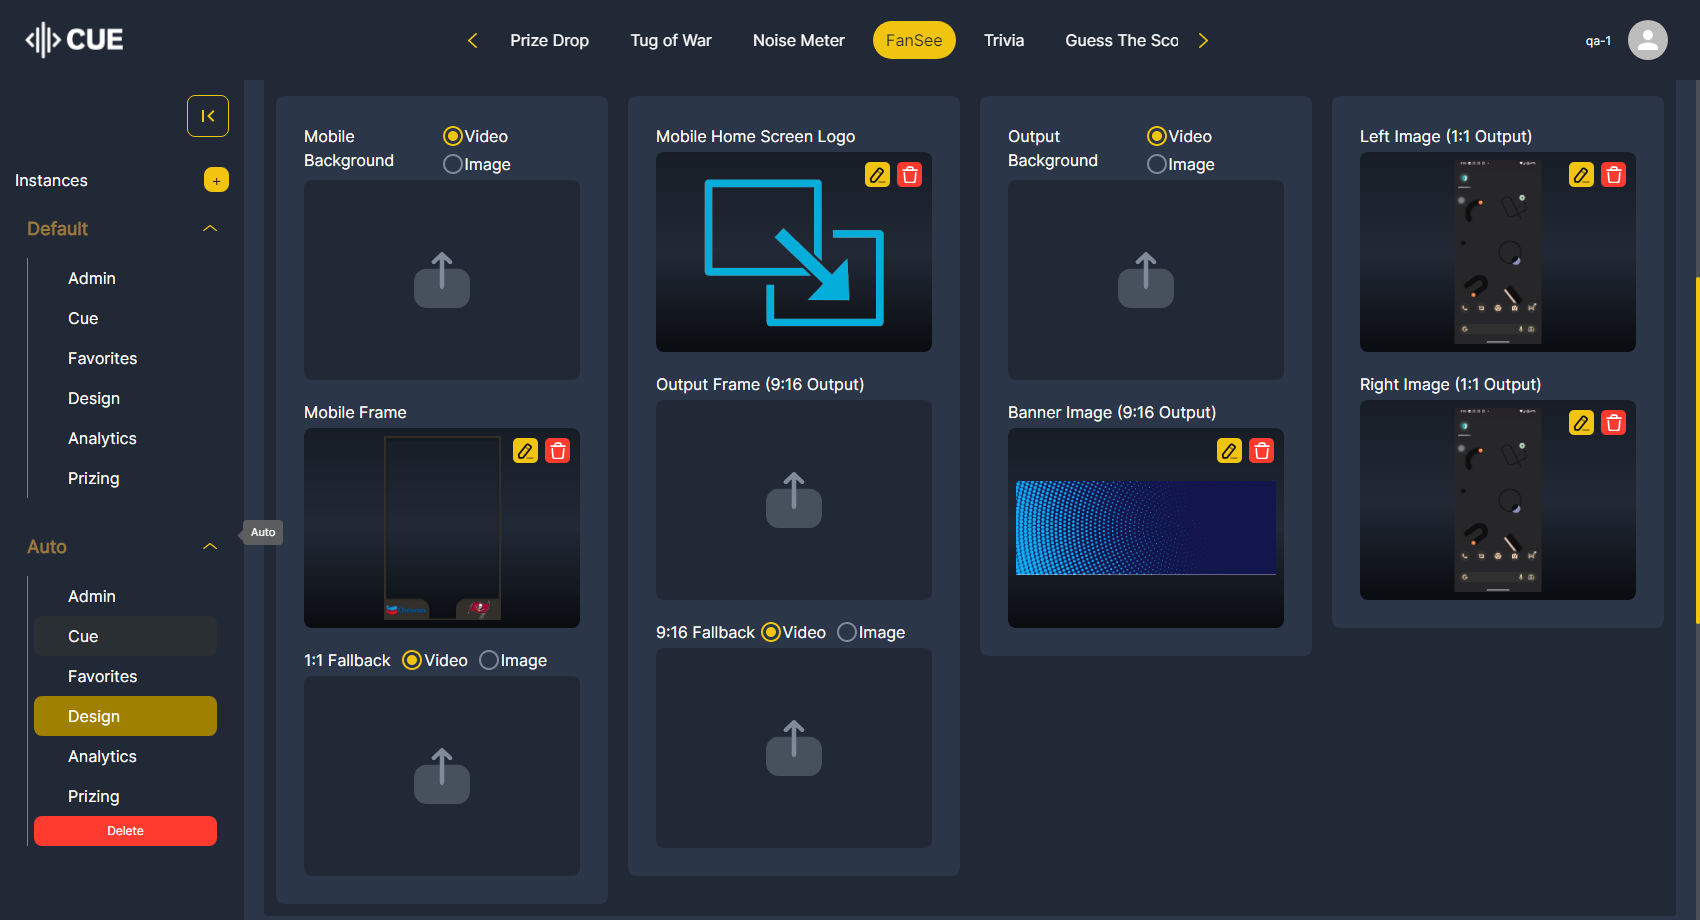 CUE
Prize Drop
Tug of War
Noise Meter
FanSee
Trivia
Guess The Sco
qa-1
Instances
+
Default
Admin
Cue
Favorites
Design
Analytics
Prizing
Auto
Auto
Admin
Cue
Favorites
Design
Analytics
Prizing
Delete
Mobile
Background
Video
Image
Mobile Frame
1:1 Fallback
Video
Image
Mobile Home Screen Logo
Output Frame (9:16 Output)
9:16 Fallback
Video
Image
Output
Background
Video
Image
Banner Image (9:16 Output)
Left Image (1:1 Output)
Right Image (1:1 Output)